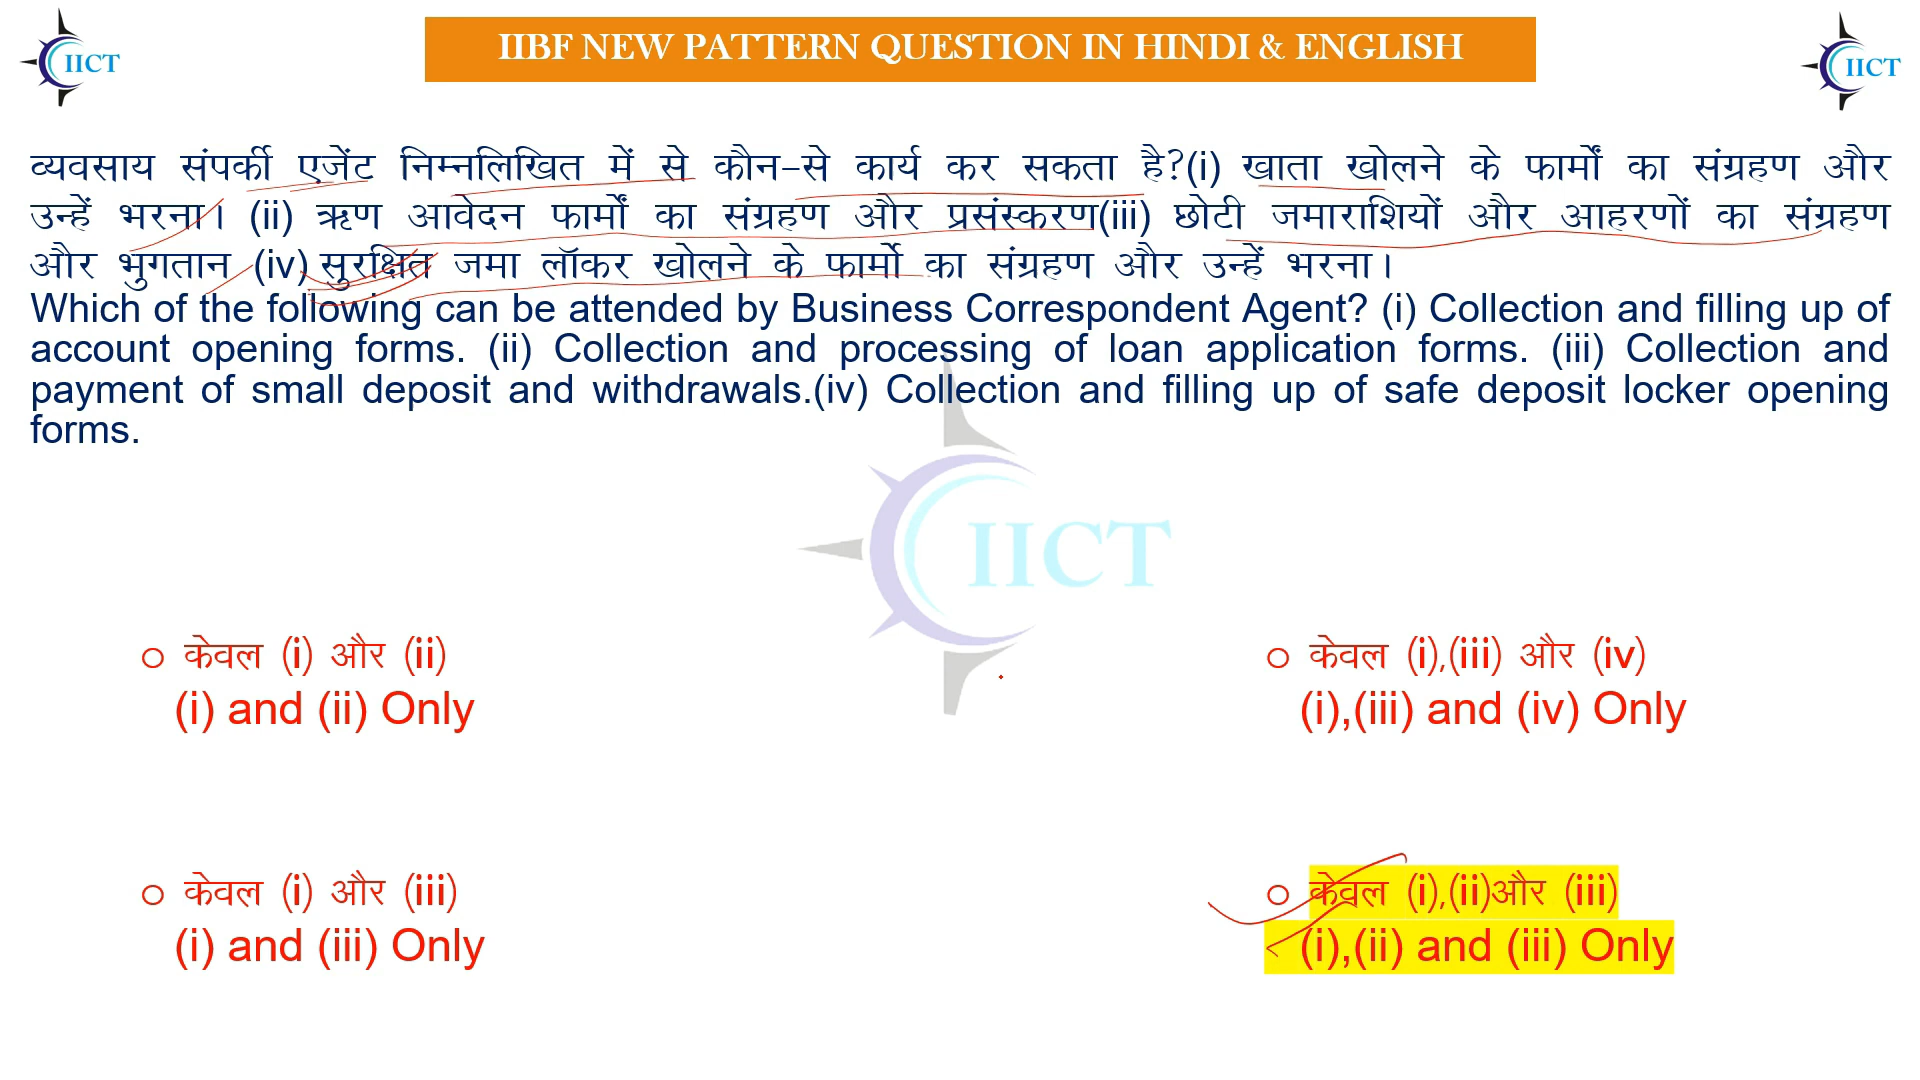 IICT
IIBF NEW PATTERN QUESTION IN HINDI & ENGLISH
IICT
व्यवसाय संपर्की एजेंट निम्नलिखित में से कौन-से कार्य कर सकता है?(i) खाता खोलने के फार्मों का संग्रहण और
उन्हें भरना। (ii) ऋण आवेदन फार्मों का संग्रहण और प्रसंस्करण(iii) छोटी जमाराशियों और आहरणों का संग्रहण
और भुगतान (iv) सुरक्षित जमा लॉकर खोलने के फार्मो का संग्रहण और उन्हें भरना।
Which of the following can be attended by Business Correspondent Agent? (i) Collection and filling up of
account opening forms. (ii) Collection and processing of loan application forms. (iii) Collection and
payment of small deposit and withdrawals.(iv) Collection and filling up of safe deposit locker opening
forms.
IICT
केवल (i) और (ii)
(i) and (ii) Only
केवल (i),(iii) और (iv)
(i),(iii) and (iv) Only
केवल (i) और (iii)
(i) and (iii) Only
केवल (i),(ii)और (iii)
(i),(ii) and (iii) Only